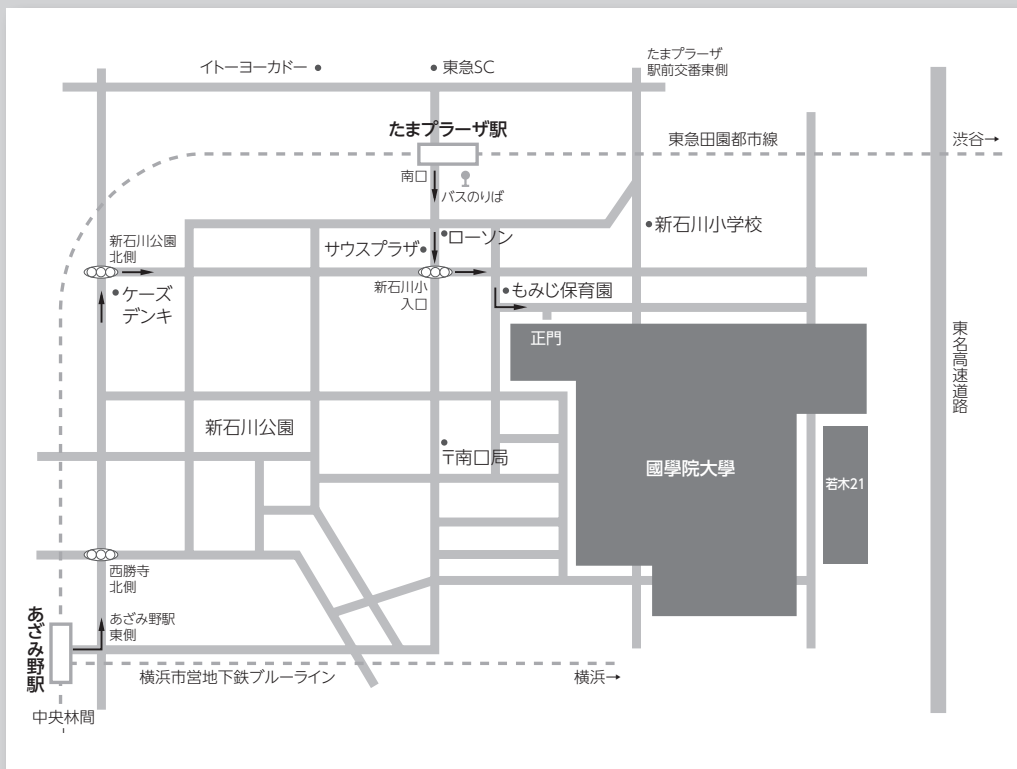 イトーヨーカドー
東急SC
たまプラーザ
駅前交番東側
たまプラーザ駅
東急田園都市線
渋谷→
南口
バスのりば
新石川小学校
ローソン
サウスプラザ
新石川公園
北側
新石川小
入口
もみじ保育園
ケーズ
デンキ
正門
東名高速道路
新石川公園
〒南口局
國學院大學
若木21
西勝寺
北側
あざみ野駅
東側
あざみ野駅
横浜市営地下鉄ブルーライン
横浜→
中央林間